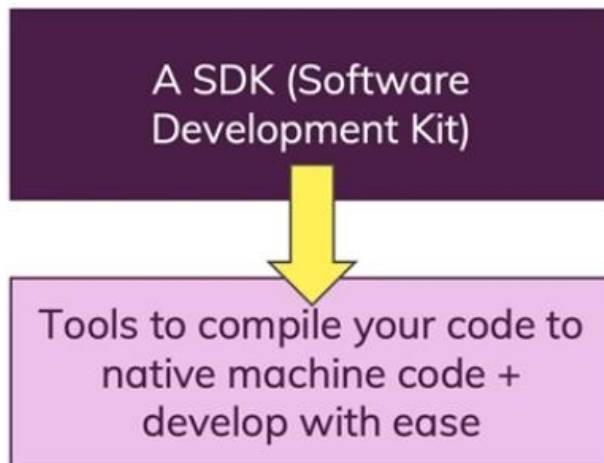 A SDK (Software
Development Kit)
Tools to compile your code to
native machine code +
develop with ease